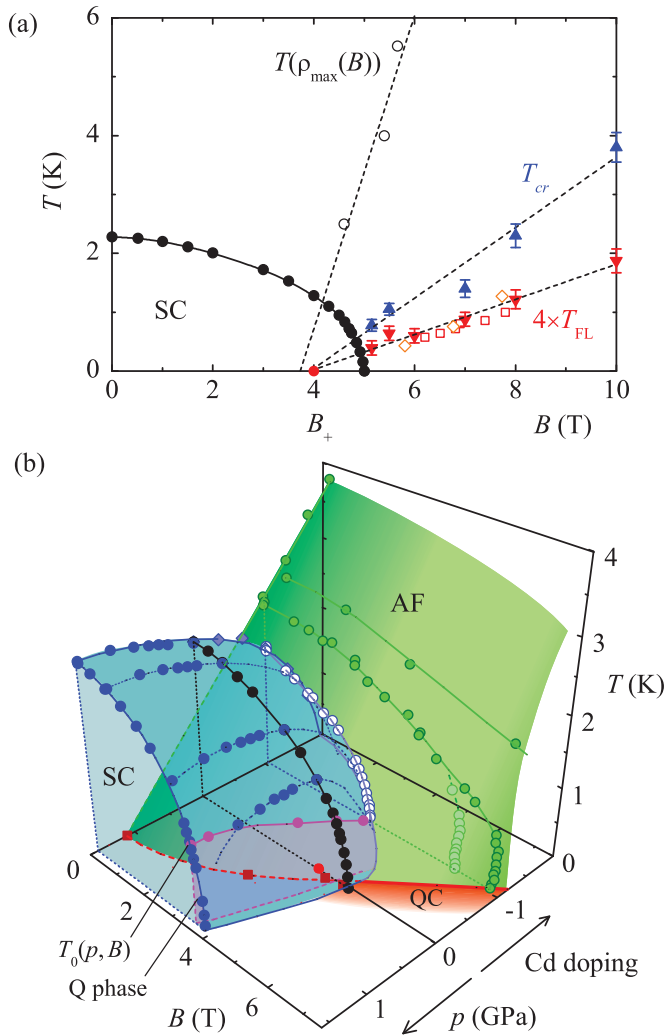 (a)
6
T(ρmax(B))
4
T (K)
Tcr
2
SC
4×TFL
0
0 2 4 6 8 10
B+ B (T)
(b)
4
AF
3
T (K)
2
SC
1
0
0
QC
-1
2
T0(p, B)
4
0
Cd doping
Q phase
6
1
B (T)
p (GPa)